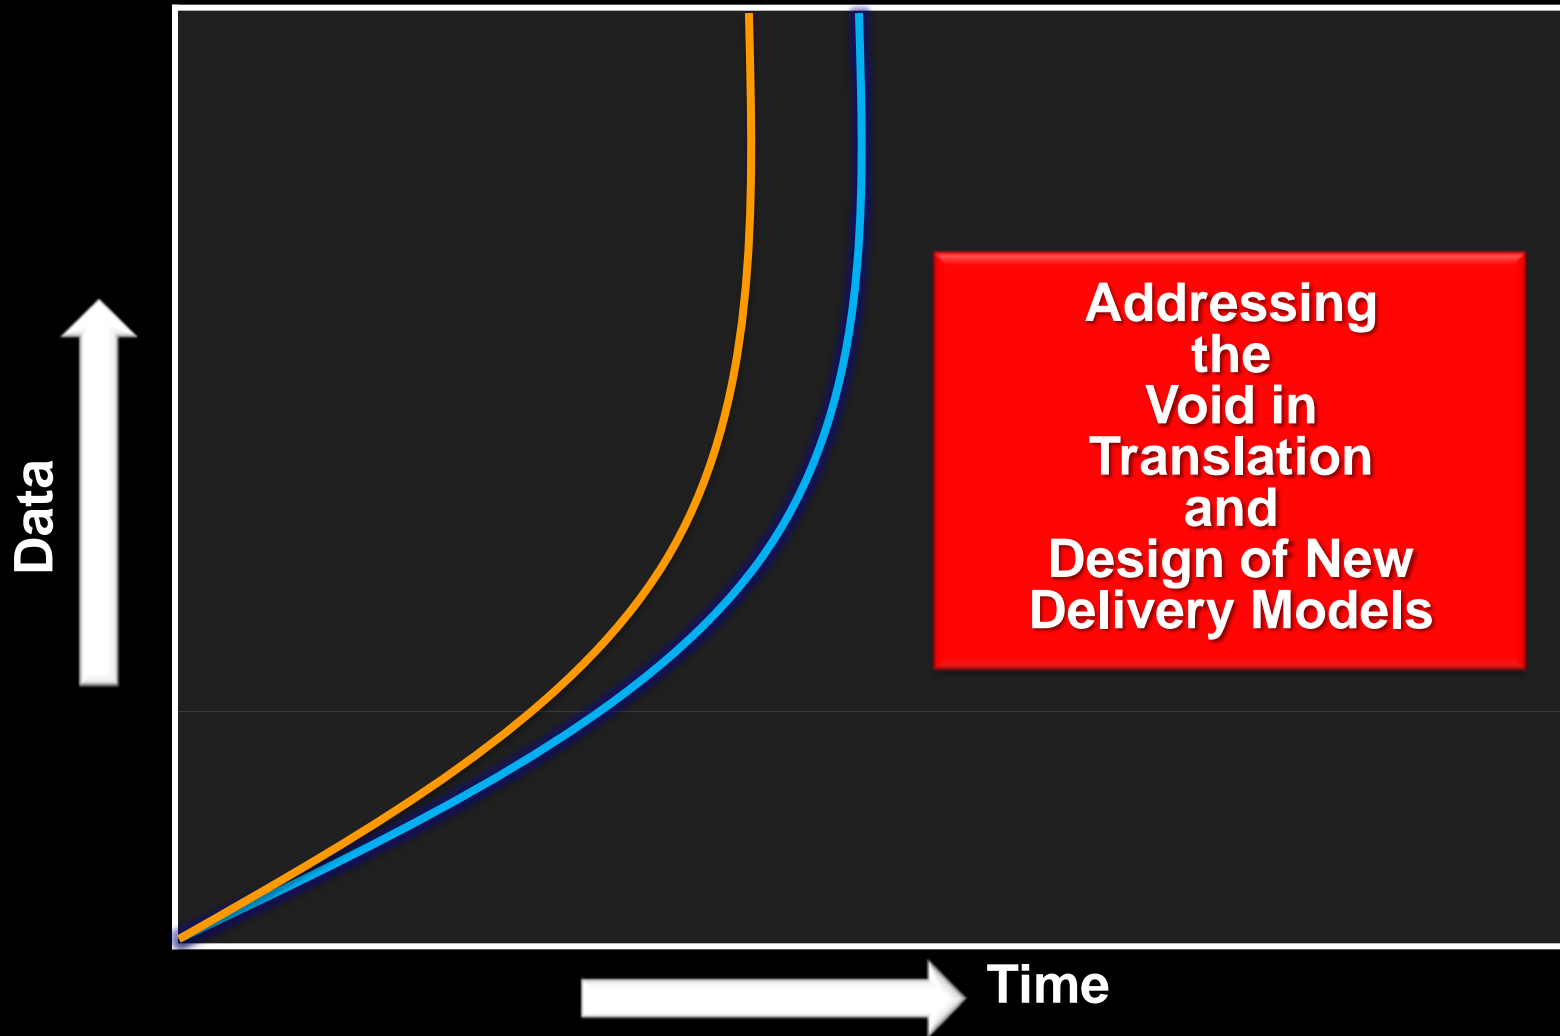 Data
Addressing
the
Void in
Translation
and
Design of New
Delivery Models
Time